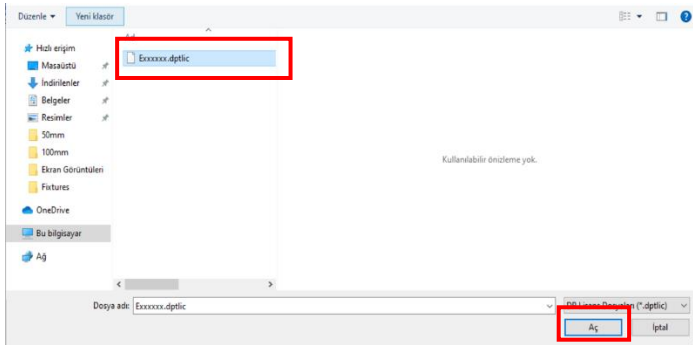 Düzenle Yeni klasör
Hızlı erişim
Masaüstü
İndirilenler
Belgeler
Resimler
50mm
100mm
Ekran Görüntüleri
Fixtures
OneDrive
Bu bilgisayar
Ağ
Exxxxxx.dptlic
Kullanılabilir önizleme yok.
Dosya adı: Exxxxxx.dptlic
(*.dptlic)
Aç İptal